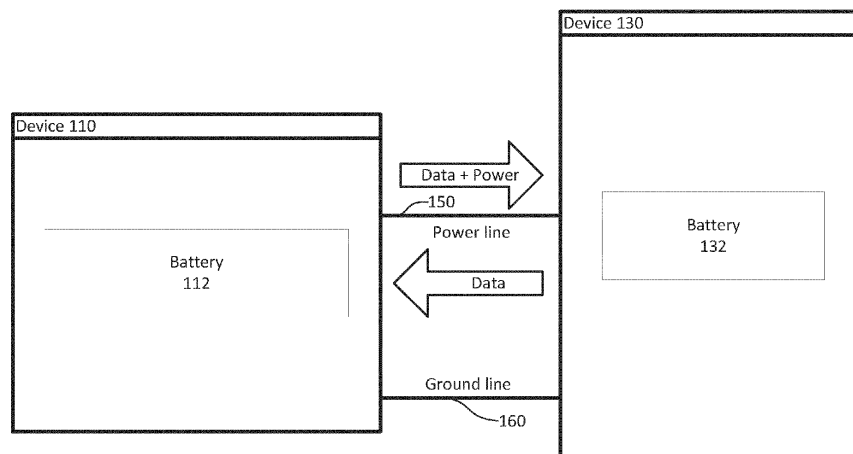 Device 130
Device 110
Data + Power
150
Power line
Battery
132
Battery
112
Data
Ground line
160